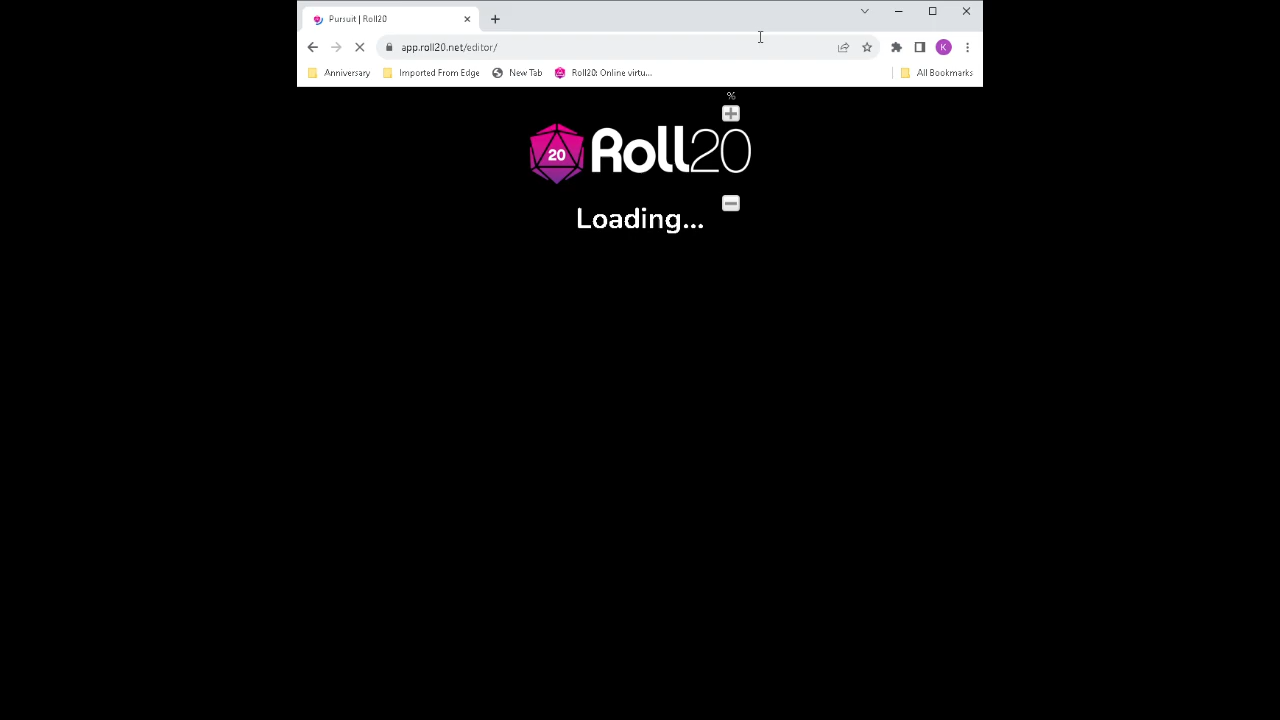 Pursuit | Roll20
app.roll20.net/editor/
K
Anniversary
Imported From Edge
New Tab
Roll20: Online virtu...
All Bookmarks
%
20
Roll20
Loading...